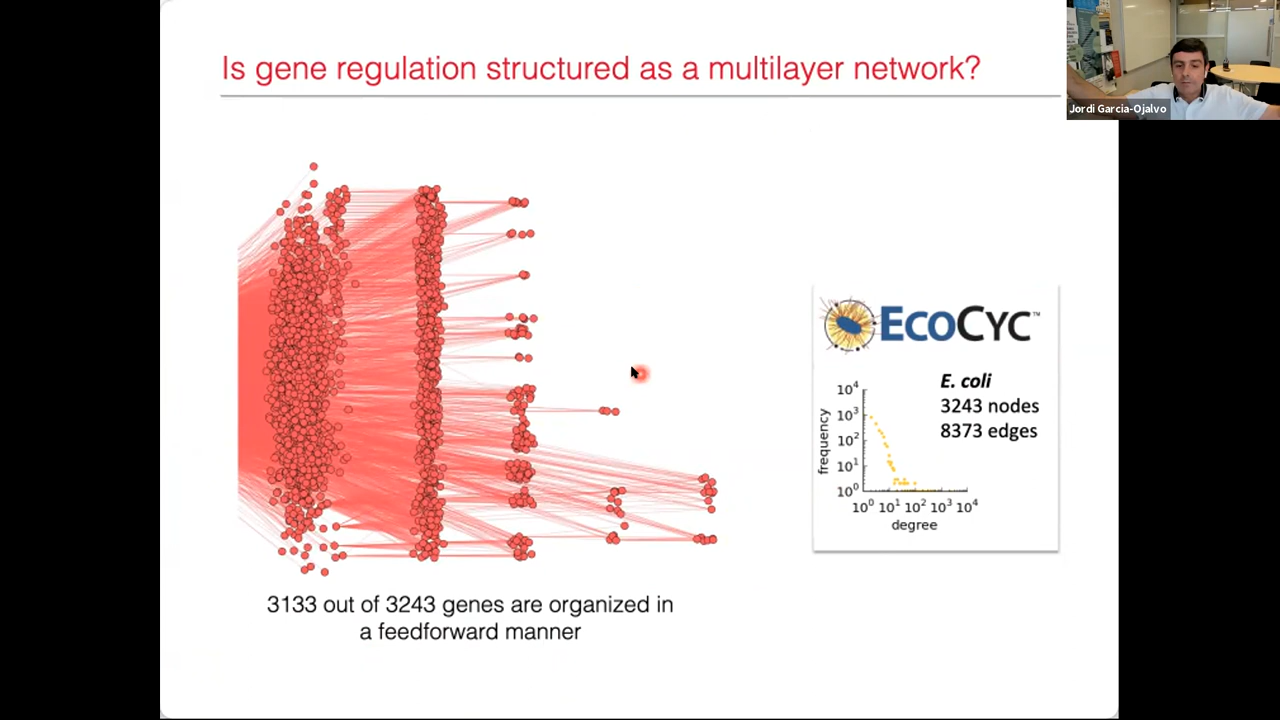 Is gene regulation structured as a multilayer network?
Jordi Garcia-Ojalvo
ECOCYC™
E. coli
3243 nodes
8373 edges
10⁴
10³
10²
10¹
10⁰
frequency
10⁰ 10¹ 10² 10³ 10⁴
degree
3133 out of 3243 genes are organized in
a feedforward manner